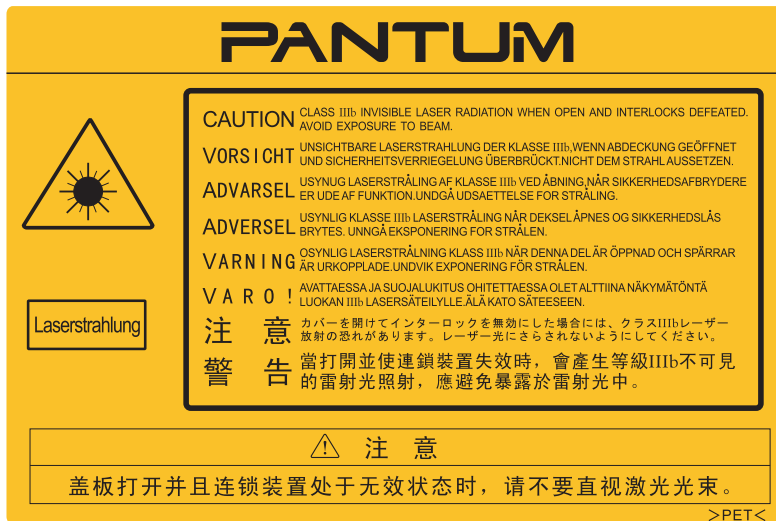 PANTUM
CAUTION CLASS IIIb INVISIBLE LASER RADIATION WHEN OPEN AND INTERLOCKS DEFEATED.
AVOID EXPOSURE TO BEAM.
VORSICHT UNSICHTBARE LASERSTRAHLUNG DER KLASSE IIIb,WENN ABDECKUNG GEÖFFNET
UND SICHERHEITSVERRIEGELUNG ÜBERBRÜCKT.NICHT DEM STRAHL AUSSETZEN.
ADVARSEL USYNUG LASERSTRÅLING AF KLASSE IIIb VED ÅBNING,NÅR SIKKERHEDSAFBRYDERE
ER UDE AF FUNKTION.UNDGÅ UDSAETTELSE FOR STRÅLING.
ADVERSEL USYNLIG KLASSE IIIb LASERSTRÅLING NÅR DEKSEL ÅPNES OG SIKKERHEDSLÅS
BRYTES. UNNGÅ EKSPONERING FOR STRÅLEN.
VARNING OSYNLIG LASERSTRÅLNING KLASS IIIb NÄR DENNA DEL ÄR ÖPPNAD OCH SPÄRRAR
ÄR URKOPPLADE.UNDVIK EXPONERING FÖR STRÅLEN.
VARO! AVATTAESSA JA SUOJALUKITUS OHITETTAESSA OLET ALTTIINA NÄKYMÄTÖNTÄ
LUOKAN IIIb LASERSÄTEILYLLE.ÄLÄ KATO SÄTEESEEN.
注 意 カバーを開けてインターロックを無効にした場合には、クラスIIIbレーザー
放射の恐れがあります。レーザー光にさらされないようにしてください。
警 告 當打開並使連鎖裝置失效時，會產生等級IIIb不可見
的雷射光照射，應避免暴露於雷射光中。
Laserstrahlung
注 意
盖板打开并且连锁装置处于无效状态时，请不要直视激光光束。
>PET<